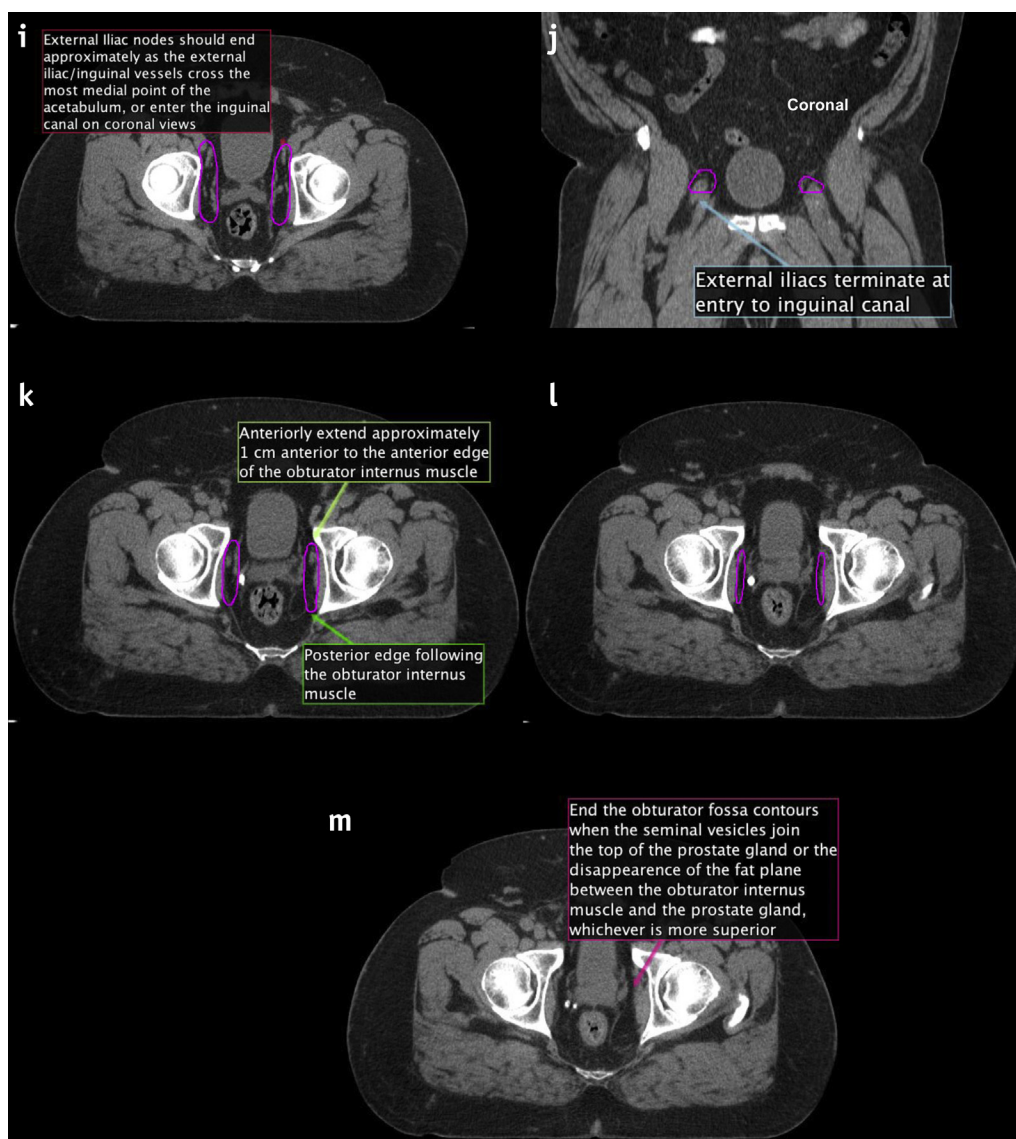 i
External Iliac nodes should end
approximately as the external
iliac/inguinal vessels cross the
most medial point of the
acetabulum, or enter the inguinal
canal on coronal views
j
Coronal
External iliacs terminate at
entry to inguinal canal
k
Anteriorly extend approximately
1 cm anterior to the anterior edge
of the obturator internus muscle
Posterior edge following
the obturator internus
muscle
l
m
End the obturator fossa contours
when the seminal vesicles join
the top of the prostate gland or the
disappearence of the fat plane
between the obturator internus
muscle and the prostate gland,
whichever is more superior